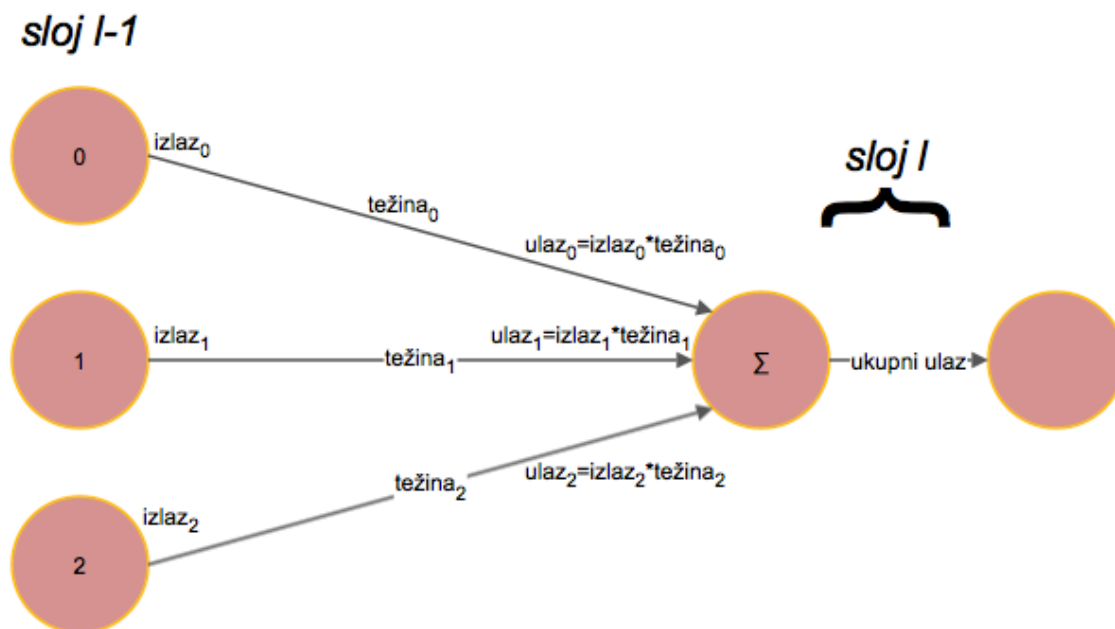 sloj l-1
0
izlaz₀
težina₀
ulaz₀=izlaz₀*težina₀
sloj l
1
izlaz₁
težina₁
ulaz₁=izlaz₁*težina₁
Σ
ukupni ulaz
2
izlaz₂
težina₂
ulaz₂=izlaz₂*težina₂